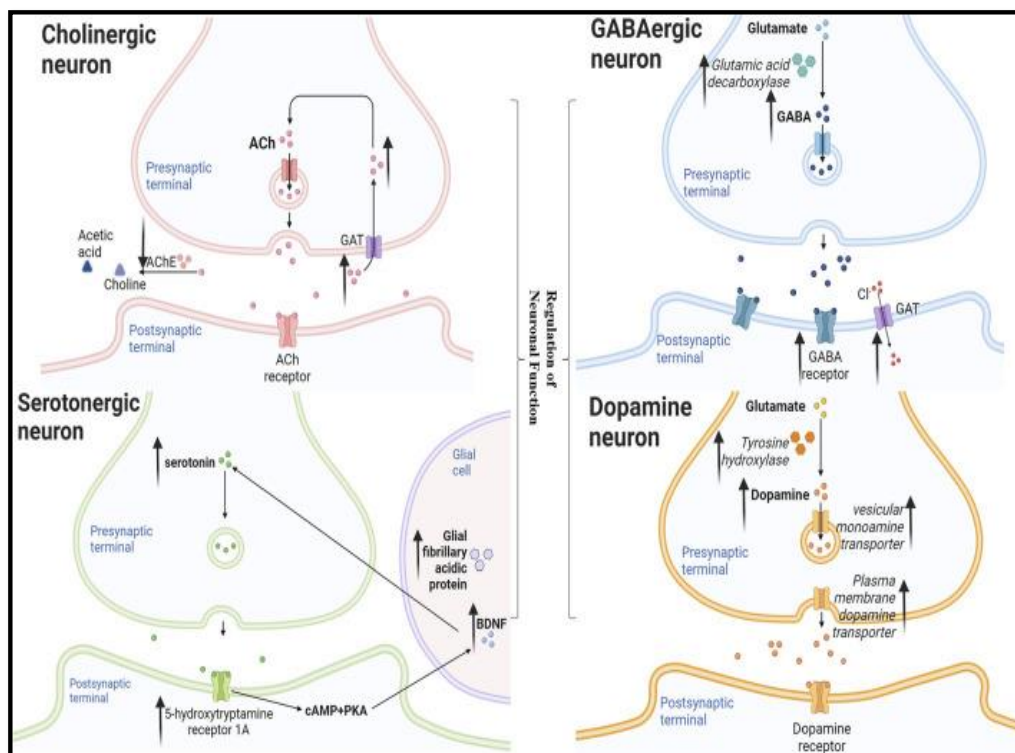 Cholinergic
neuron
ACh
Presynaptic
terminal
GAT
Acetic
acid
AChE
Choline
Postsynaptic
terminal
ACh
receptor
GABAergic
neuron
Glutamate
Glutamic acid
decarboxylase
GABA
Presynaptic
terminal
Cl-
GAT
Postsynaptic
terminal
GABA
receptor
Regulation of
Neuronal Function
Serotonergic
neuron
serotonin
Glial
cell
Presynaptic
terminal
Glial
fibrillary
acidic
protein
BDNF
Postsynaptic
terminal
5-hydroxytryptamine
receptor 1A
cAMP+PKA
Dopamine
neuron
Glutamate
Tyrosine
hydroxylase
Dopamine
vesicular
monoamine
transporter
Presynaptic
terminal
Plasma
membrane
dopamine
transporter
Postsynaptic
terminal
Dopamine
receptor